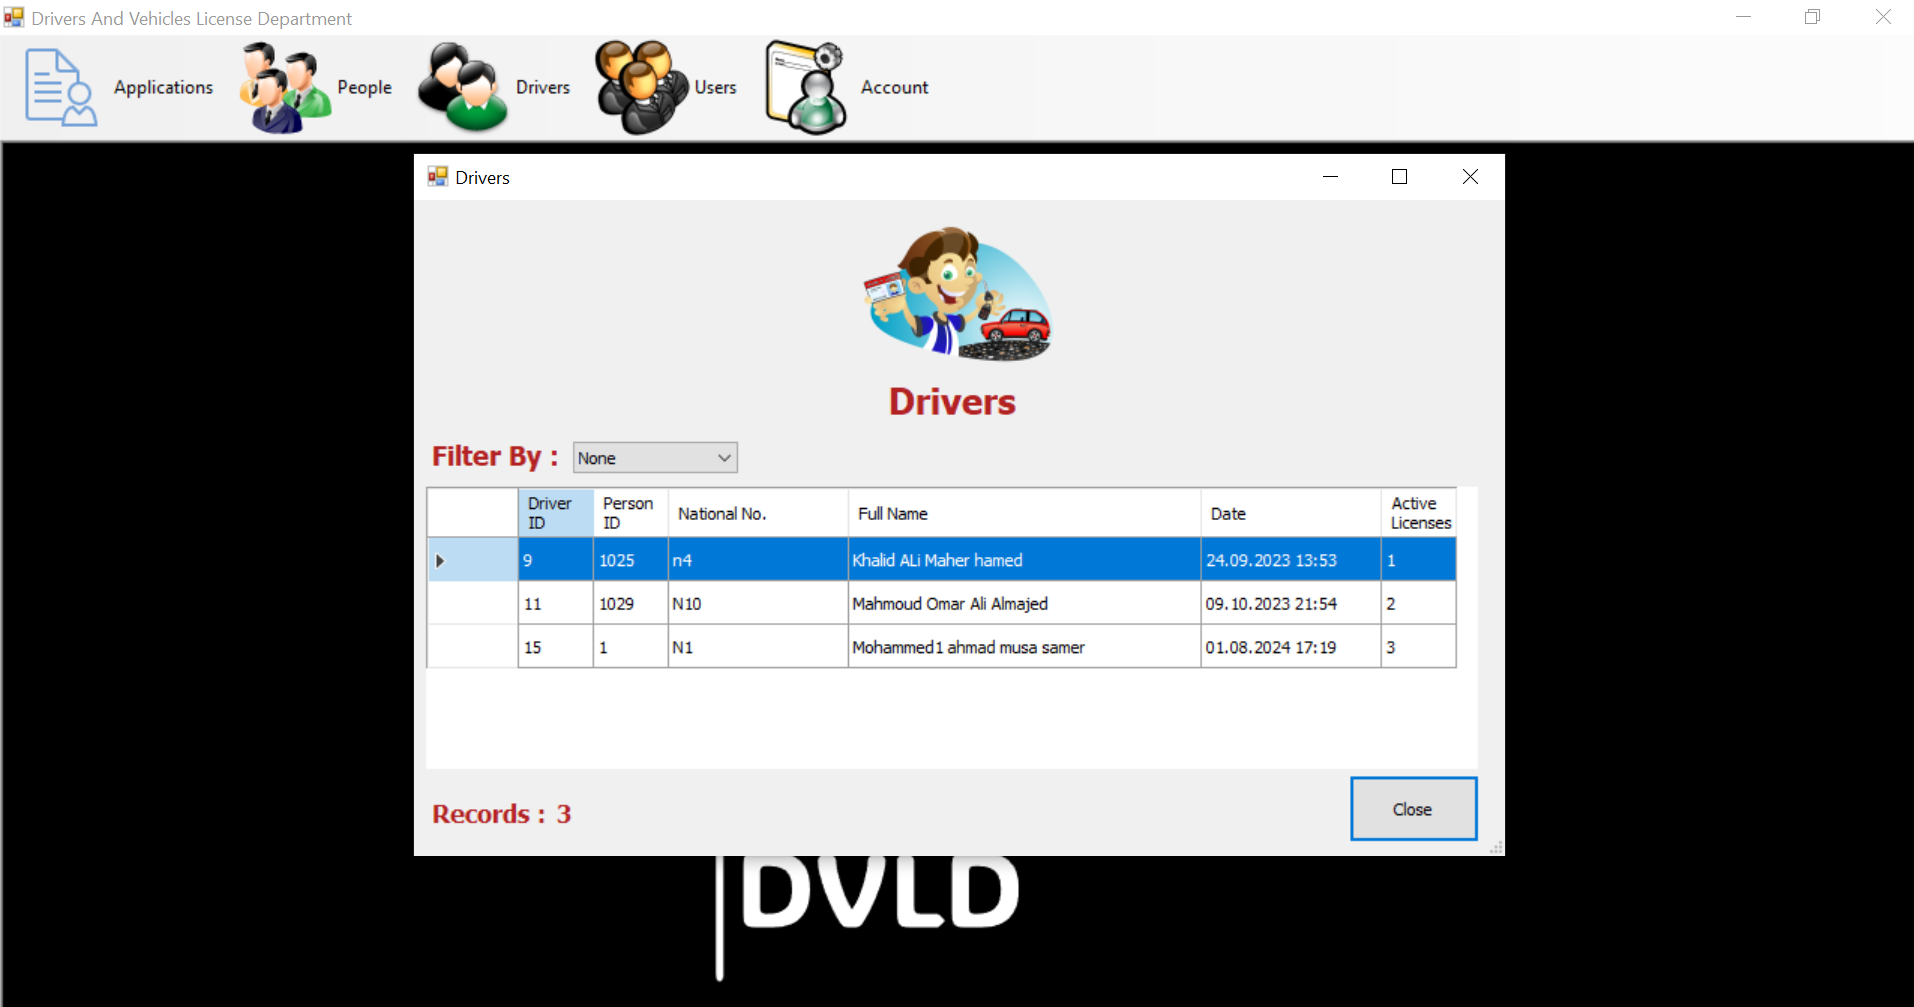 Drivers And Vehicles License Department
Applications People Drivers Users Account
Drivers
Drivers
Filter By : None
Driver ID Person ID National No. Full Name Date Active Licenses
9 1025 n4 Khalid ALi Maher hamed 24.09.2023 13:53 1
11 1029 N10 Mahmoud Omar Ali Almajed 09.10.2023 21:54 2
15 1 N1 Mohammed1 ahmad musa samer 01.08.2024 17:19 3
Records : 3
Close
DVLD